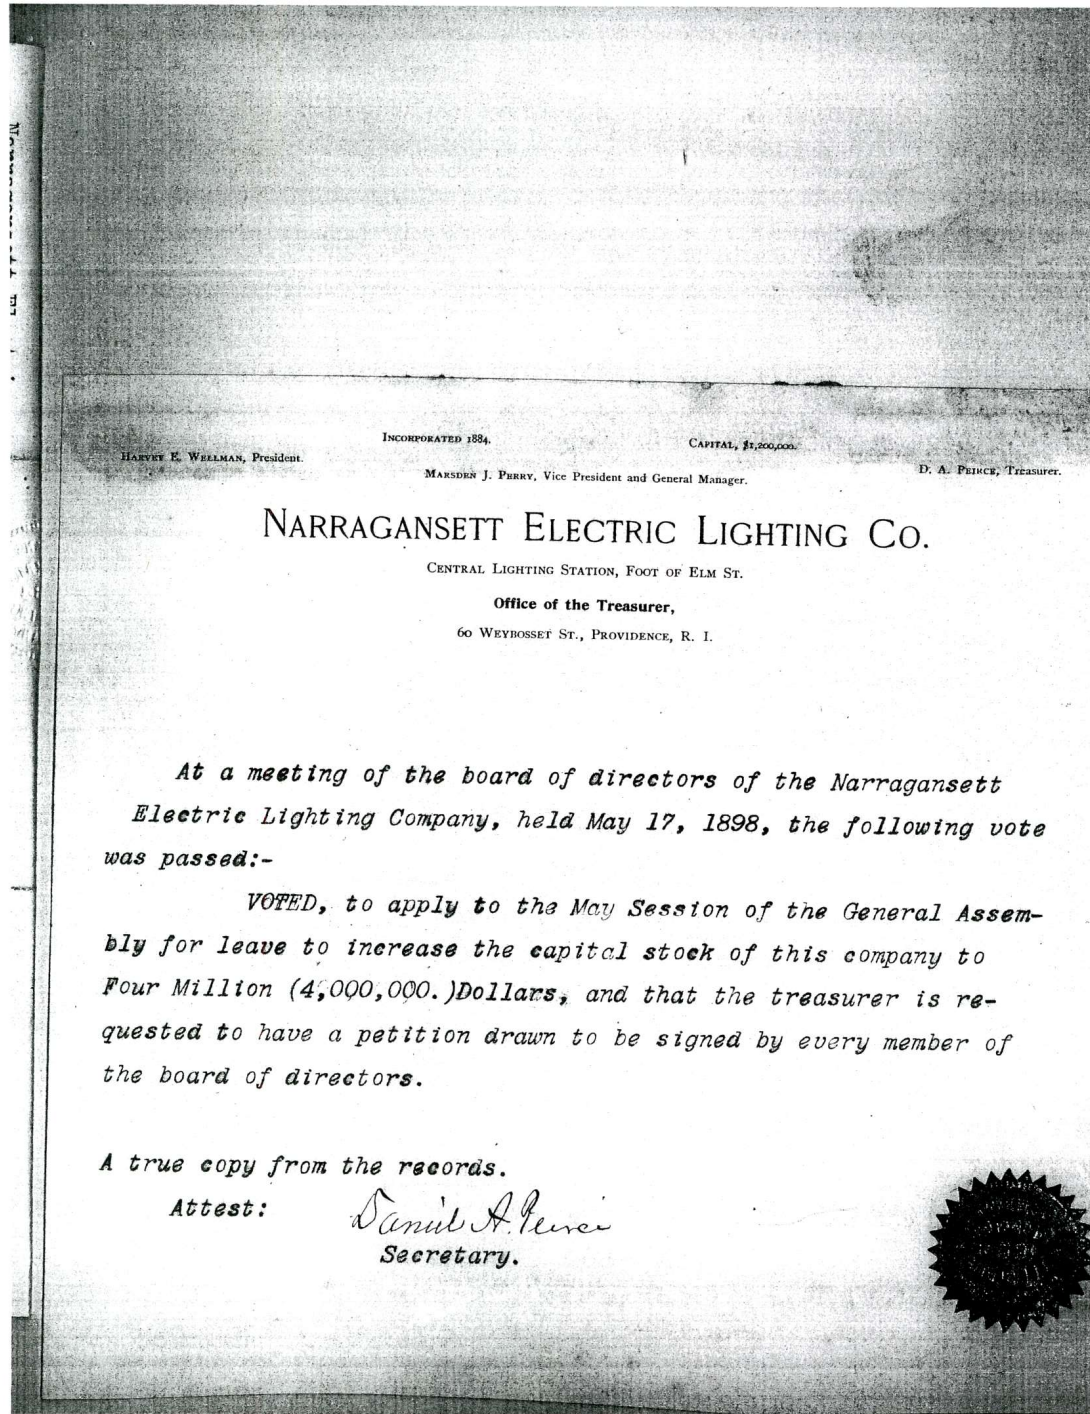 INCORPORATED 1884.
CAPITAL, $1,200,000.
HARVEY E. WELLMAN, President.
MARSDEN J. PERRY, Vice President and General Manager.
D. A. PEIRCE, Treasurer.
NARRAGANSETT ELECTRIC LIGHTING CO.
CENTRAL LIGHTING STATION, FOOT OF ELM ST.
Office of the Treasurer,
60 WEYBOSSET ST., PROVIDENCE, R. I.
At a meeting of the board of directors of the Narragansett
Electric Lighting Company, held May 17, 1898, the following vote
was passed:-
VOTED, to apply to the May Session of the General Assem-
bly for leave to increase the capital stock of this company to
Four Million (4,000,000.)Dollars, and that the treasurer is re-
quested to have a petition drawn to be signed by every member of
the board of directors.
A true copy from the records.
Attest:
Daniel A. Peirce
Secretary.